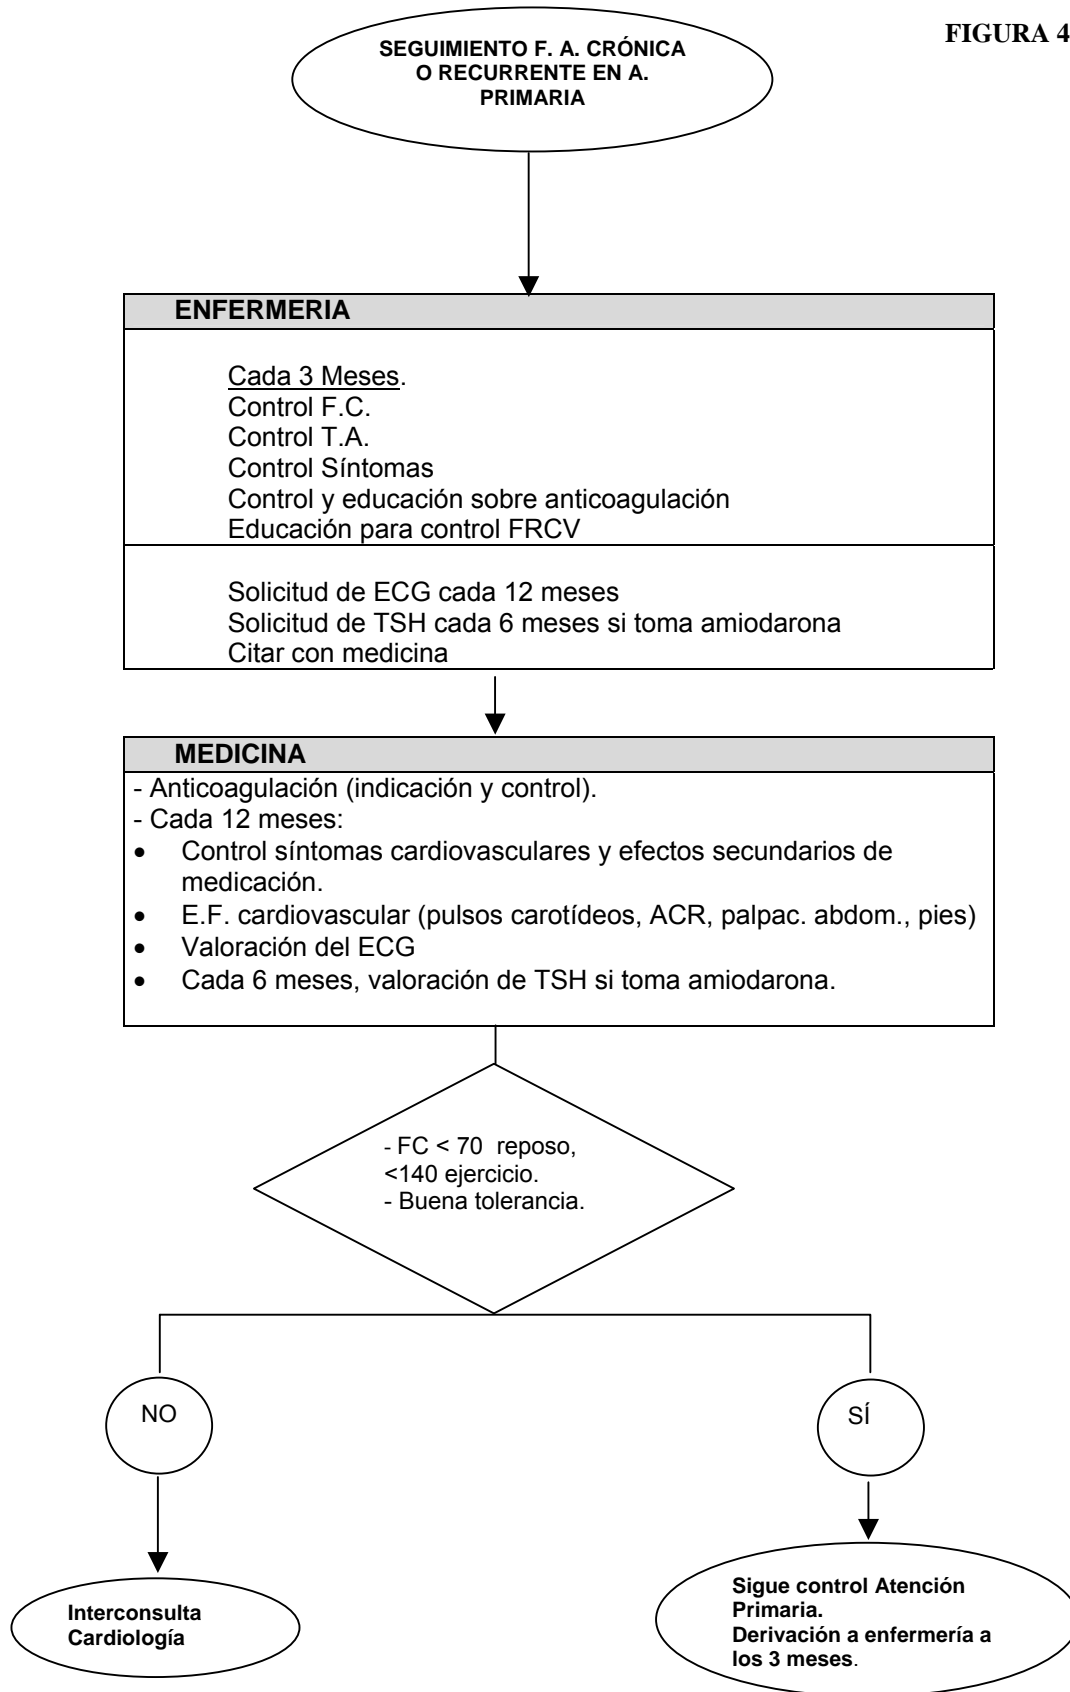 FIGURA 4
SEGUIMIENTO F. A. CRÓNICA
O RECURRENTE EN A.
PRIMARIA
ENFERMERIA
Cada 3 Meses.
Control F.C.
Control T.A.
Control Síntomas
Control y educación sobre anticoagulación
Educación para control FRCV
Solicitud de ECG cada 12 meses
Solicitud de TSH cada 6 meses si toma amiodarona
Citar con medicina
MEDICINA
- Anticoagulación (indicación y control).
- Cada 12 meses:
• Control síntomas cardiovasculares y efectos secundarios de
medicación.
• E.F. cardiovascular (pulsos carotídeos, ACR, palpac. abdom., pies)
• Valoración del ECG
• Cada 6 meses, valoración de TSH si toma amiodarona.
- FC < 70 reposo,
<140 ejercicio.
- Buena tolerancia.
NO
SÍ
Interconsulta
Cardiología
Sigue control Atención
Primaria.
Derivación a enfermería a
los 3 meses.